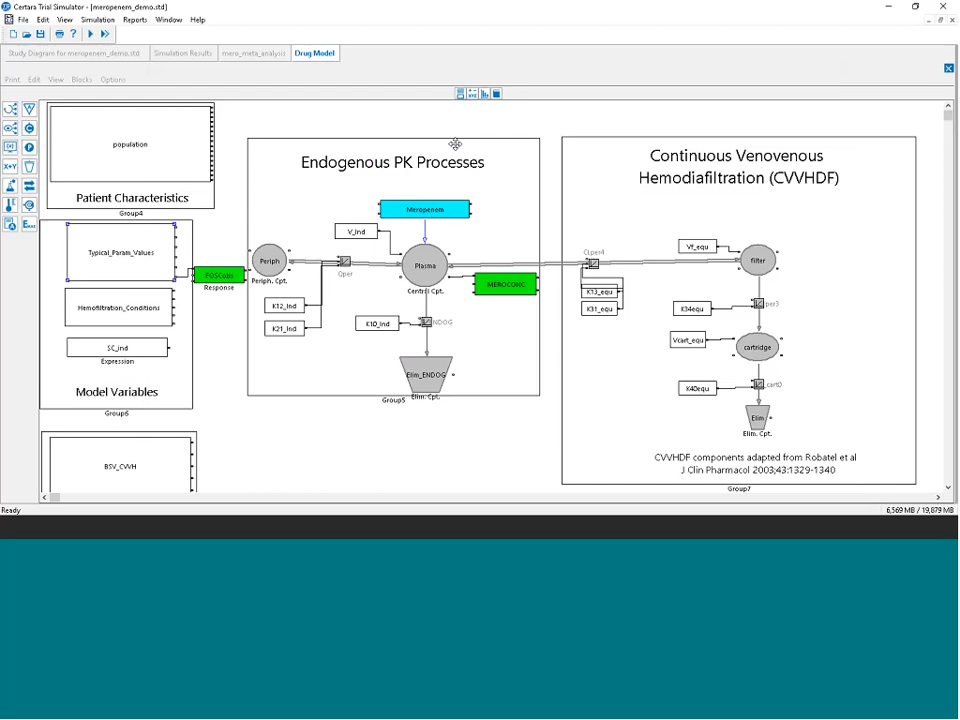 Certara Trial Simulator - [meropenem_demo.std]
File Edit View Simulation Reports Window Help
Study Diagram for meropenem_demo.std Simulation Results mero_meta_analysis Drug Model
Print Edit View Blocks Options
population
Patient Characteristics
Group4
Typical_Param_Values
Hemofiltration_Conditions
SC_ind
Expression
Model Variables
Group6
BSV_CVVH
Response
Endogenous PK Processes
Meropenem
V_Ind
Periph
Periph. Cpt.
Qper
Plasma
Central Cpt.
MEROCONC
K12_Ind
K21_Ind
K10_Ind
NDOG
Elim_ENDOG
Elim. Cpt.
Group5
Continuous Venovenous
Hemodiafiltration (CVVHDF)
K13_equ
K31_equ
Vf_equ
filter
K34equ
per3
Vcart_equ
cartridge
K40equ
Elim
Elim. Cpt.
CVVHDF components adapted from Robatel et al
J Clin Pharmacol 2003;43:1329-1340
Group7
Ready
6,569 MB / 19,879 MB